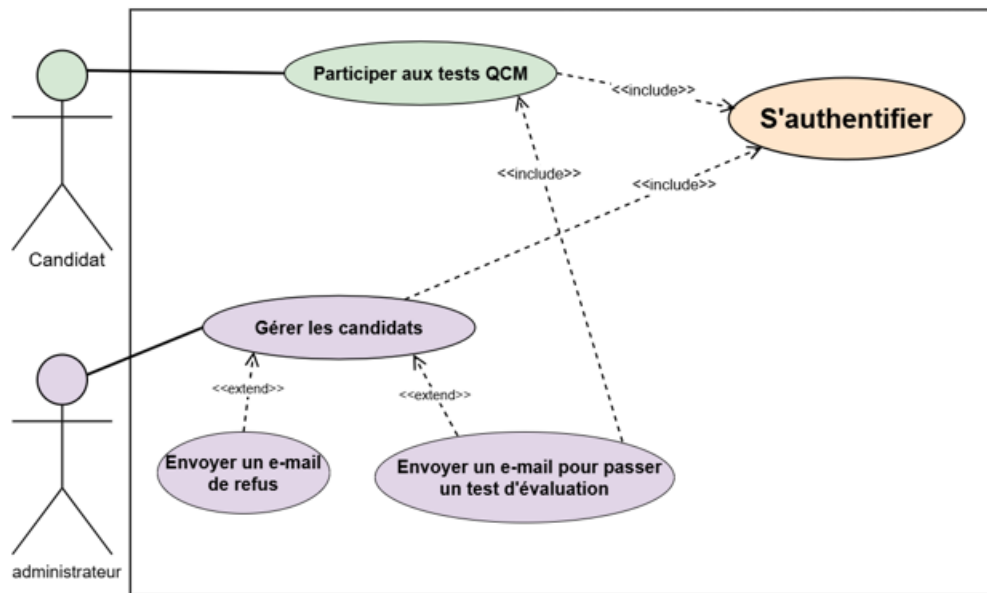 Participer aux tests QCM
<<include>>
S'authentifier
<<include>>
<<include>>
Candidat
Gérer les candidats
<<extend>>
<<extend>>
Envoyer un e-mail
de refus
Envoyer un e-mail pour passer
un test d'évaluation
administrateur